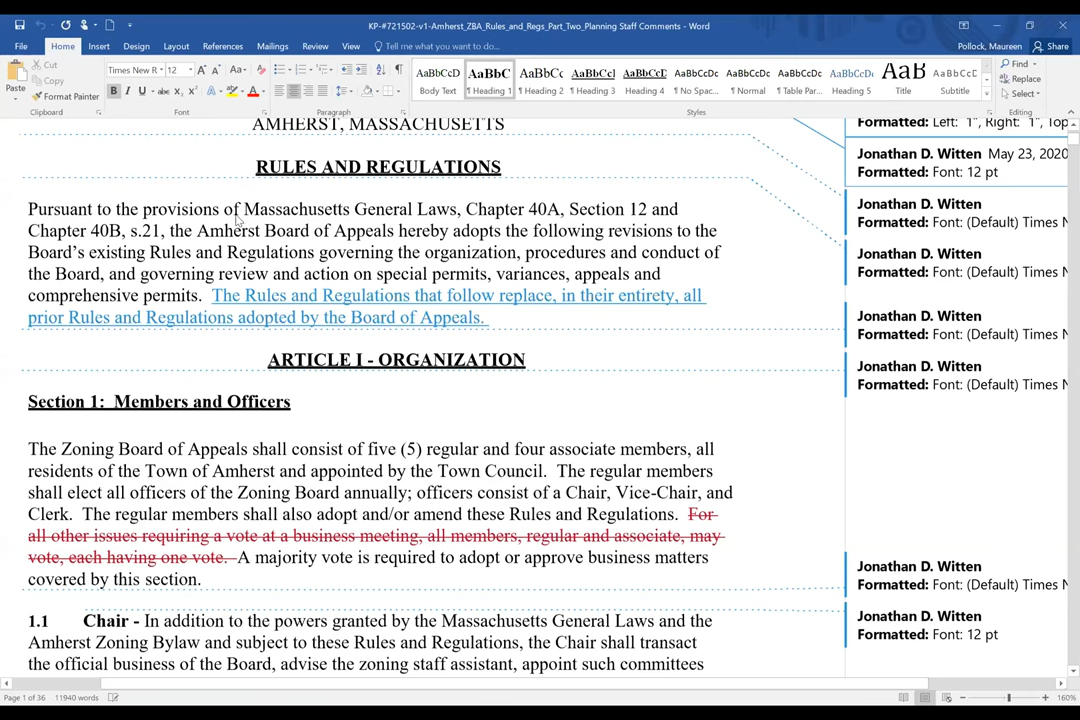 KP-#721502-v1-Amherst_ZBA_Rules_and_Regs_Part_Two_Planning Staff Comments - Word
File Home Insert Design Layout References Mailings Review View Tell me what you want to do... Pollock, Maureen Share
Paste
Cut
Copy
Format Painter
Clipboard
Times New R 12 Aa
B I U abc
Font
Paragraph
AaBbCcD Body Text
AaBbC ¶ Heading 1
AaBbCc ¶ Heading 2
AaBbCcl ¶ Heading 3
AaBbCcD Heading 4
AaBbCcDc ¶ No Spac...
AaBbCcDc ¶ Normal
AaBbCcDc ¶ Table Par...
AaBbCcDc Heading 5
AaB Title
AaBbCcD Subtitle
Styles
Find
Replace
Select
Editing
AMHERST, MASSACHUSETTS
RULES AND REGULATIONS
Pursuant to the provisions of Massachusetts General Laws, Chapter 40A, Section 12 and
Chapter 40B, s.21, the Amherst Board of Appeals hereby adopts the following revisions to the
Board's existing Rules and Regulations governing the organization, procedures and conduct of
the Board, and governing review and action on special permits, variances, appeals and
comprehensive permits. The Rules and Regulations that follow replace, in their entirety, all
prior Rules and Regulations adopted by the Board of Appeals.
ARTICLE I - ORGANIZATION
Section 1: Members and Officers
The Zoning Board of Appeals shall consist of five (5) regular and four associate members, all
residents of the Town of Amherst and appointed by the Town Council. The regular members
shall elect all officers of the Zoning Board annually; officers consist of a Chair, Vice-Chair, and
Clerk. The regular members shall also adopt and/or amend these Rules and Regulations. For
all other issues requiring a vote at a business meeting, all members, regular and associate, may
vote, each having one vote. A majority vote is required to adopt or approve business matters
covered by this section.
1.1 Chair - In addition to the powers granted by the Massachusetts General Laws and the
Amherst Zoning Bylaw and subject to these Rules and Regulations, the Chair shall transact
the official business of the Board, advise the zoning staff assistant, appoint such committees
Formatted: Left: 1", Right: 1", Top
Jonathan D. Witten May 23, 2020
Formatted: Font: 12 pt
Jonathan D. Witten
Formatted: Font: (Default) Times N
Jonathan D. Witten
Formatted: Font: (Default) Times N
Jonathan D. Witten
Formatted: Font: (Default) Times N
Jonathan D. Witten
Formatted: Font: (Default) Times N
Jonathan D. Witten
Formatted: Font: (Default) Times N
Jonathan D. Witten
Formatted: Font: 12 pt
Page 1 of 36 11940 words 160%